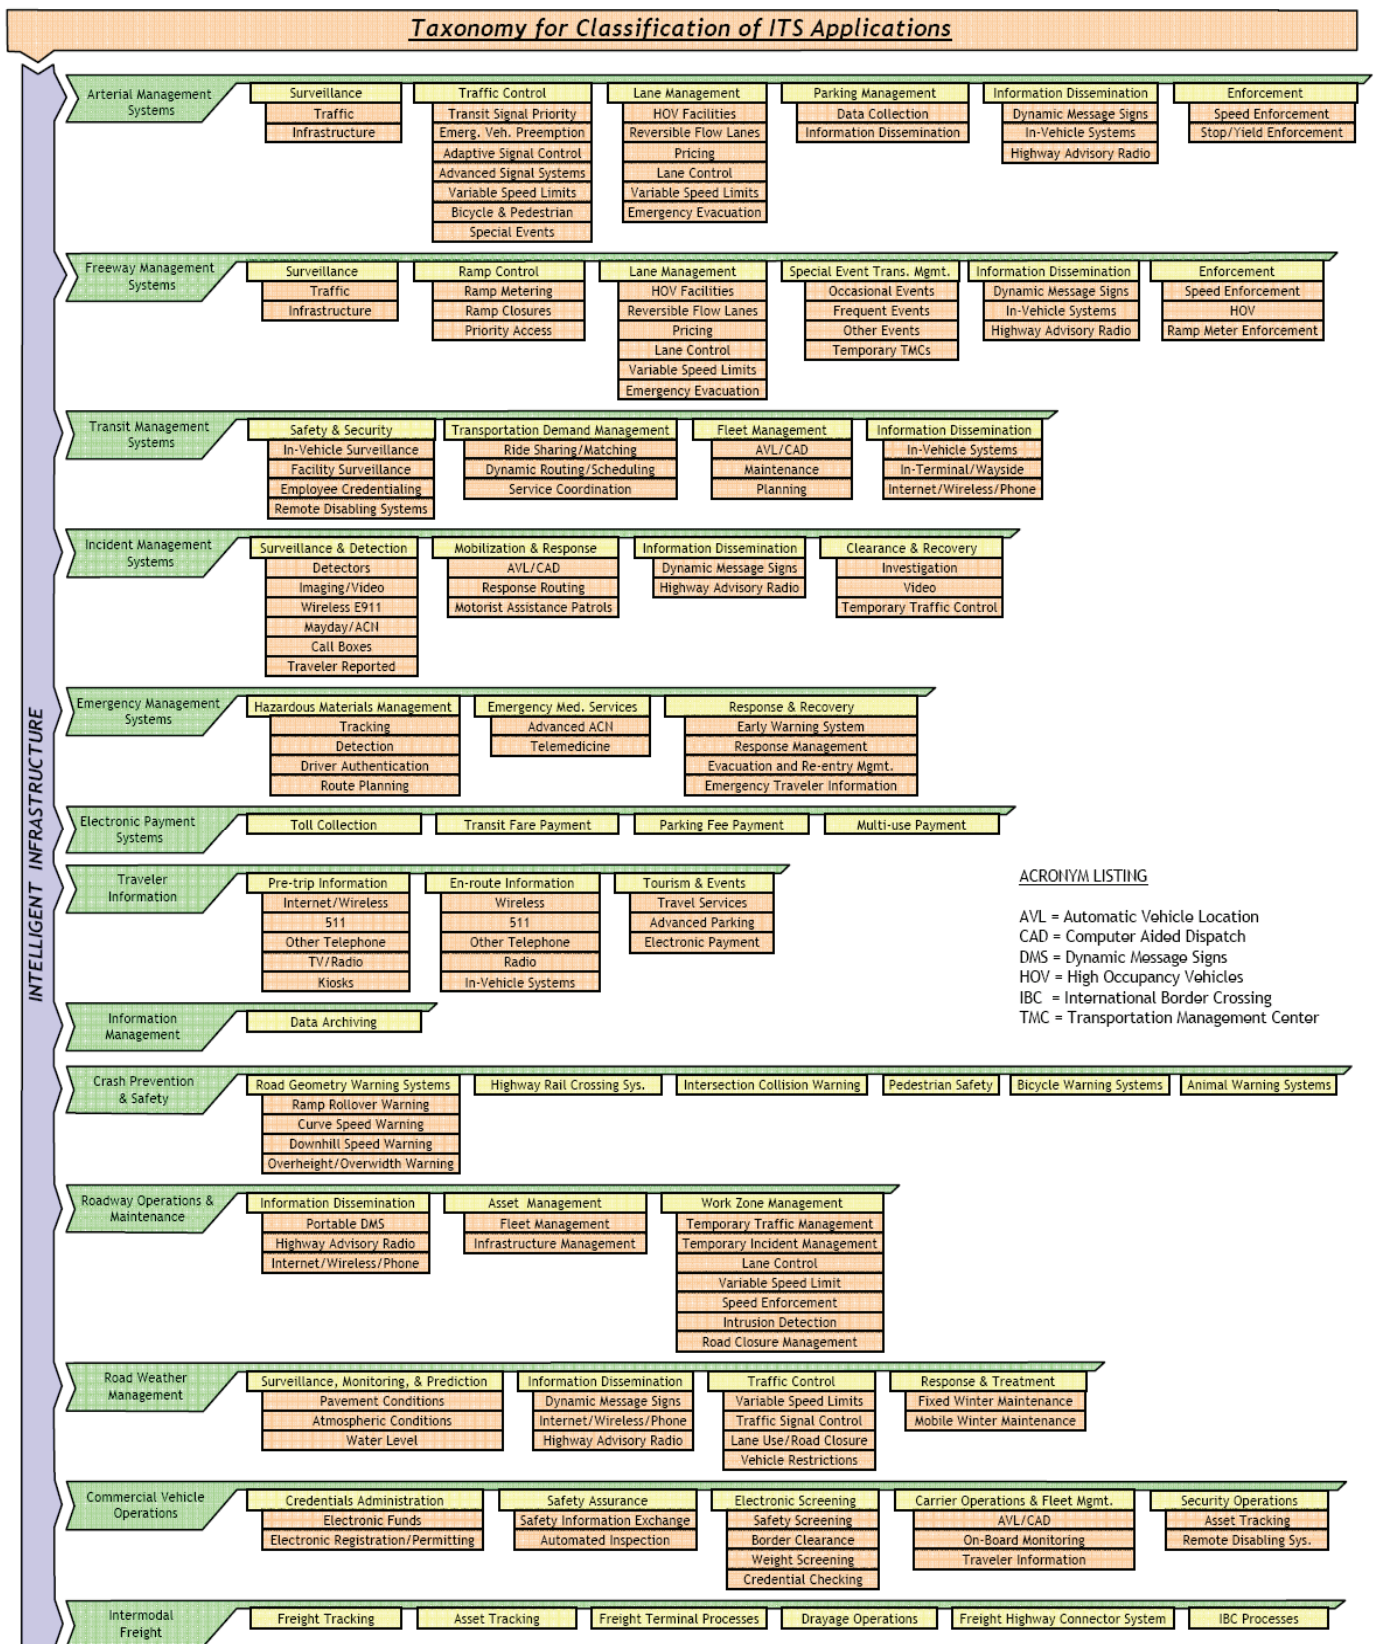 Taxonomy for Classification of ITS Applications
INTELLIGENT INFRASTRUCTURE
Arterial Management
Systems
Surveillance
Traffic
Infrastructure
Traffic Control
Transit Signal Priority
Emerg. Veh. Preemption
Adaptive Signal Control
Advanced Signal Systems
Variable Speed Limits
Bicycle & Pedestrian
Special Events
Lane Management
HOV Facilities
Reversible Flow Lanes
Pricing
Lane Control
Variable Speed Limits
Emergency Evacuation
Parking Management
Data Collection
Information Dissemination
Information Dissemination
Dynamic Message Signs
In-Vehicle Systems
Highway Advisory Radio
Enforcement
Speed Enforcement
Stop/Yield Enforcement
Freeway Management
Systems
Surveillance
Traffic
Infrastructure
Ramp Control
Ramp Metering
Ramp Closures
Priority Access
Lane Management
HOV Facilities
Reversible Flow Lanes
Pricing
Lane Control
Variable Speed Limits
Emergency Evacuation
Special Event Trans. Mgmt.
Occasional Events
Frequent Events
Other Events
Temporary TMCs
Information Dissemination
Dynamic Message Signs
In-Vehicle Systems
Highway Advisory Radio
Enforcement
Speed Enforcement
HOV
Ramp Meter Enforcement
Transit Management
Systems
Safety & Security
In-Vehicle Surveillance
Facility Surveillance
Employee Credentialing
Remote Disabling Systems
Transportation Demand Management
Ride Sharing/Matching
Dynamic Routing/Scheduling
Service Coordination
Fleet Management
AVL/CAD
Maintenance
Planning
Information Dissemination
In-Vehicle Systems
In-Terminal/Wayside
Internet/Wireless/Phone
Incident Management
Systems
Surveillance & Detection
Detectors
Imaging/Video
Wireless E911
Mayday/ACN
Call Boxes
Traveler Reported
Mobilization & Response
AVL/CAD
Response Routing
Motorist Assistance Patrols
Information Dissemination
Dynamic Message Signs
Highway Advisory Radio
Clearance & Recovery
Investigation
Video
Temporary Traffic Control
Emergency Management
Systems
Hazardous Materials Management
Tracking
Detection
Driver Authentication
Route Planning
Emergency Med. Services
Advanced ACN
Telemedicine
Response & Recovery
Early Warning System
Response Management
Evacuation and Re-entry Mgmt.
Emergency Traveler Information
Electronic Payment
Systems
Toll Collection
Transit Fare Payment
Parking Fee Payment
Multi-use Payment
Traveler
Information
Pre-trip Information
Internet/Wireless
511
Other Telephone
TV/Radio
Kiosks
En-route Information
Wireless
511
Other Telephone
Radio
In-Vehicle Systems
Tourism & Events
Travel Services
Advanced Parking
Electronic Payment
ACRONYM LISTING
AVL = Automatic Vehicle Location
CAD = Computer Aided Dispatch
DMS = Dynamic Message Signs
HOV = High Occupancy Vehicles
IBC = International Border Crossing
TMC = Transportation Management Center
Information
Management
Data Archiving
Crash Prevention
& Safety
Road Geometry Warning Systems
Ramp Rollover Warning
Curve Speed Warning
Downhill Speed Warning
Overheight/Overwidth Warning
Highway Rail Crossing Sys.
Intersection Collision Warning
Pedestrian Safety
Bicycle Warning Systems
Animal Warning Systems
Roadway Operations &
Maintenance
Information Dissemination
Portable DMS
Highway Advisory Radio
Internet/Wireless/Phone
Asset Management
Fleet Management
Infrastructure Management
Work Zone Management
Temporary Traffic Management
Temporary Incident Management
Lane Control
Variable Speed Limit
Speed Enforcement
Intrusion Detection
Road Closure Management
Road Weather
Management
Surveillance, Monitoring, & Prediction
Pavement Conditions
Atmospheric Conditions
Water Level
Information Dissemination
Dynamic Message Signs
Internet/Wireless/Phone
Highway Advisory Radio
Traffic Control
Variable Speed Limits
Traffic Signal Control
Lane Use/Road Closure
Vehicle Restrictions
Response & Treatment
Fixed Winter Maintenance
Mobile Winter Maintenance
Commercial Vehicle
Operations
Credentials Administration
Electronic Funds
Electronic Registration/Permitting
Safety Assurance
Safety Information Exchange
Automated Inspection
Electronic Screening
Safety Screening
Border Clearance
Weight Screening
Credential Checking
Carrier Operations & Fleet Mgmt.
AVL/CAD
On-Board Monitoring
Traveler Information
Security Operations
Asset Tracking
Remote Disabling Sys.
Intermodal
Freight
Freight Tracking
Asset Tracking
Freight Terminal Processes
Drayage Operations
Freight Highway Connector System
IBC Processes